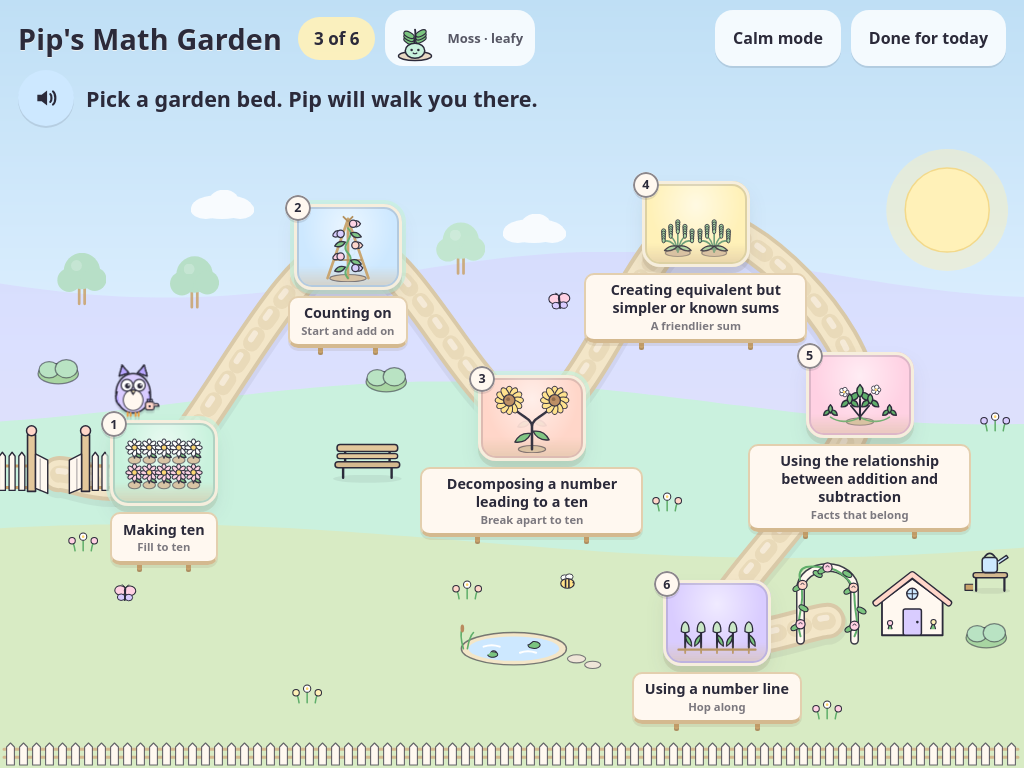 Pip's Math Garden
3 of 6
Moss · leafy
Calm mode
Done for today
Pick a garden bed. Pip will walk you there.
1
Making ten
Fill to ten
2
Counting on
Start and add on
3
Decomposing a number
leading to a ten
Break apart to ten
4
Creating equivalent but
simpler or known sums
A friendlier sum
5
Using the relationship
between addition and
subtraction
Facts that belong
6
Using a number line
Hop along